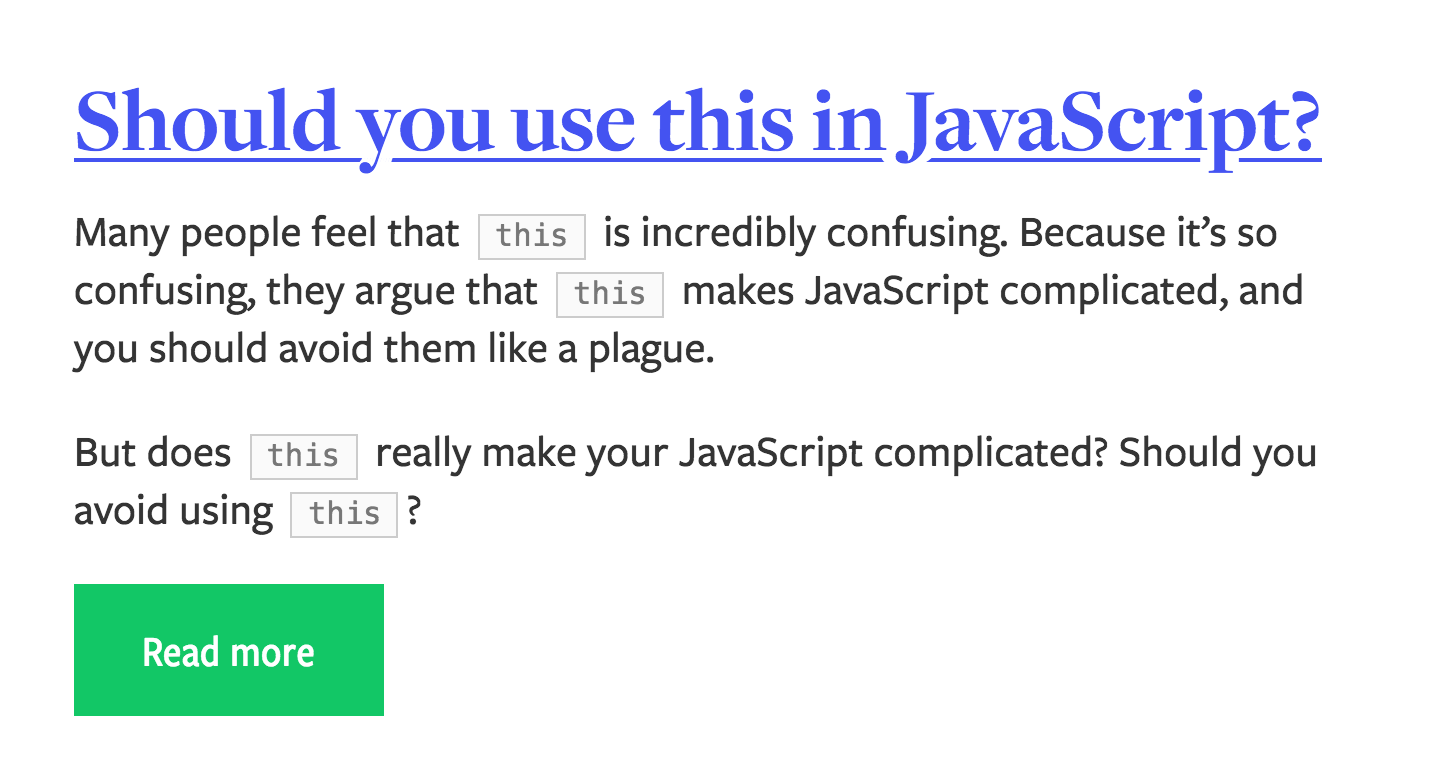 Should you use this in JavaScript?
Many people feel that this is incredibly confusing. Because it’s so
confusing, they argue that this makes JavaScript complicated, and
you should avoid them like a plague.
But does this really make your JavaScript complicated? Should you
avoid using this ?
Read more